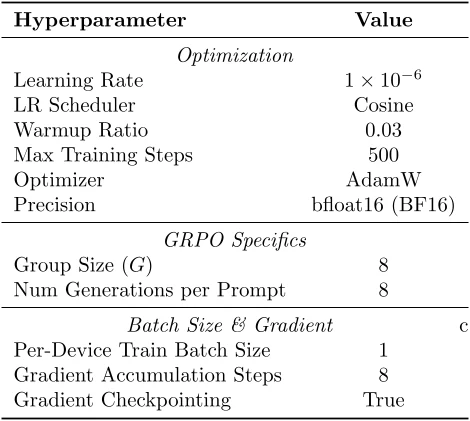 Hyperparameter Value
Optimization
Learning Rate 1 × 10⁻⁶
LR Scheduler Cosine
Warmup Ratio 0.03
Max Training Steps 500
Optimizer AdamW
Precision bfloat16 (BF16)
GRPO Specifics
Group Size (G) 8
Num Generations per Prompt 8
Batch Size & Gradient c
Per-Device Train Batch Size 1
Gradient Accumulation Steps 8
Gradient Checkpointing True